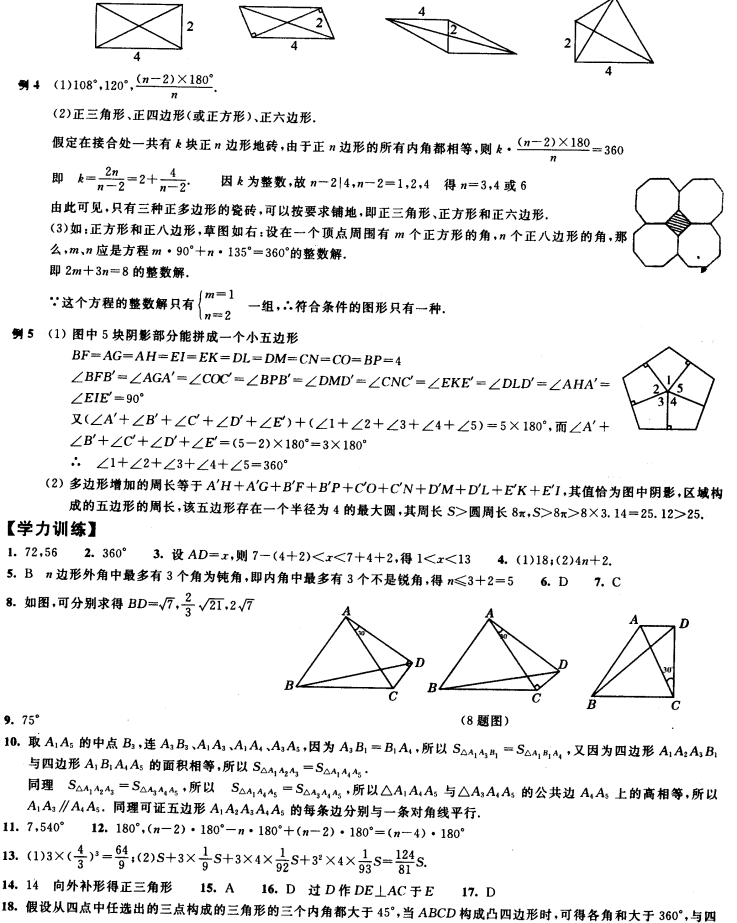 2
4
2
4
4
2
2
4
例4 (1)108°,120°,(n-2)×180°/n.
(2)正三角形、正四边形(或正方形)、正六边形.
假定在接合处一共有k块正n边形地砖,由于正n边形的所有内角都相等,则k·(n-2)×180/n=360
即 k=2n/(n-2)=2+4/(n-2). 因k为整数,故n-2|4,n-2=1,2,4 得n=3,4或6
由此可见,只有三种正多边形的瓷砖,可以按要求铺地,即正三角形、正方形和正六边形.
(3)如:正方形和正八边形,草图如右:设在一个顶点周围有m个正方形的角,n个正八边形的角,那
么,m、n应是方程m·90°+n·135°=360°的整数解.
即2m+3n=8的整数解.
∵这个方程的整数解只有{m=1
n=2 一组,∴符合条件的图形只有一种.
例5 (1)图中5块阴影部分能拼成一个小五边形
BF=AG=AH=EI=EK=DL=DM=CN=CO=BP=4
∠BFB′=∠AGA′=∠COC′=∠BPB′=∠DMD′=∠CNC′=∠EKE′=∠DLD′=∠AHA′=
∠EIE′=90°
又(∠A′+∠B′+∠C′+∠D′+∠E′)+(∠1+∠2+∠3+∠4+∠5)=5×180°,而∠A′+
∠B′+∠C′+∠D′+∠E′=(5-2)×180°=3×180°
∴ ∠1+∠2+∠3+∠4+∠5=360°
1
2
5
3
4
(2)多边形增加的周长等于A′H+A′G+B′F+B′P+C′O+C′N+D′M+D′L+E′K+E′I,其值恰为图中阴影,区域构
成的五边形的周长,该五边形存在一个半径为4的最大圆,其周长S>圆周长8π,S>8π>8×3.14=25.12>25.
【学力训练】
1. 72,56 2. 360° 3. 设AD=x,则7-(4+2)<x<7+4+2,得1<x<13 4. (1)18;(2)4n+2.
5. B n边形外角中最多有3个角为钝角,即内角中最多有3个不是锐角,得n≤3+2=5 6. D 7. C
8. 如图,可分别求得BD=√7,2/3√21,2√7
A
30
D
B
C
A
D
B
C
A
D
30°
B
C
(8题图)
9. 75°
10. 取A₁A₅的中点B₃,连A₃B₃、A₁A₃、A₁A₄、A₃A₅,因为A₃B₁=B₁A₄,所以S△A₁A₃B₁=S△A₁B₁A₄,又因为四边形A₁A₂A₃B₁
与四边形A₁B₁A₄A₅的面积相等,所以S△A₁A₂A₃=S△A₁A₄A₅.
同理 S△A₁A₂A₃=S△A₃A₄A₅,所以 S△A₁A₄A₅=S△A₃A₄A₅,所以△A₁A₄A₅与△A₃A₄A₅的公共边A₄A₅上的高相等,所以
A₁A₃∥A₄A₅. 同理可证五边形A₁A₂A₃A₄A₅的每条边分别与一条对角线平行.
11. 7,540° 12. 180°,(n-2)·180°-n·180°+(n-2)·180°=(n-4)·180°
13. (1)3×(4/3)³=64/9;(2)S+3×1/9S+3×4×1/92S+3²×4×1/93S=124/81S.
14. 14 向外补形得正三角形 15. A 16. D 过D作DE⊥AC于E 17. D
18. 假设从四点中任选出的三点构成的三角形的三个内角都大于45°,当ABCD构成凸四边形时,可得各角和大于360°,与四